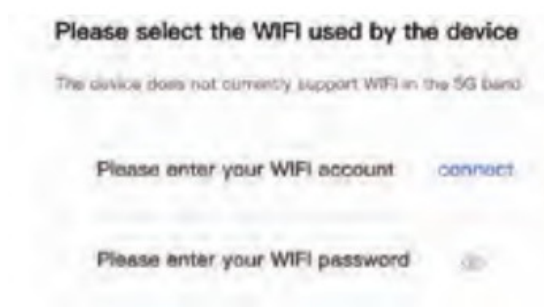 Please select the WIFI used by the device
The device does not currently support WIFI in the 5G band
Please enter your WIFI account connect
Please enter your WIFI password